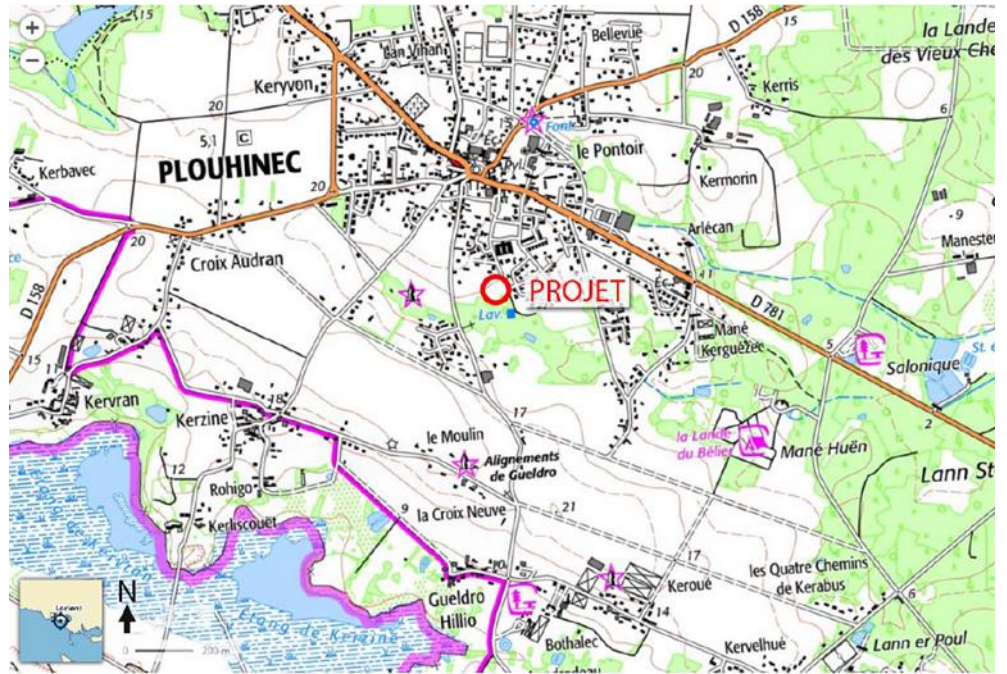 +
−
D 158
15
la Lande
des Vieux Ch
Bellevue
Lan Vihan
20
Keryvon
Kerris
20
6
5,1
C
Font.
Kerbavec
PLOUHINEC
le Pontoir
20
Kermorin
9
20
Arlécan
Manester
Croix Audran
41
PROJET
D 158
Lav.
D 781
Mané
Kerguézec
5
Salonique
15
11
Kervran
18
17
2
Kerzine
le Moulin
la Lande
du Bélier
Mané Huën
Alignements
de Gueldro
12
Lann St
Rohigo
9
la Croix Neuve
21
Kerliscouët
17
les Quatre Chemins
de Kerabus
Keroué
6
Gueldro
Hillio
14
Lorient
N
Etang de Kerzine
Bothalec
Lann er Poul
0
200 m
Kervelhué